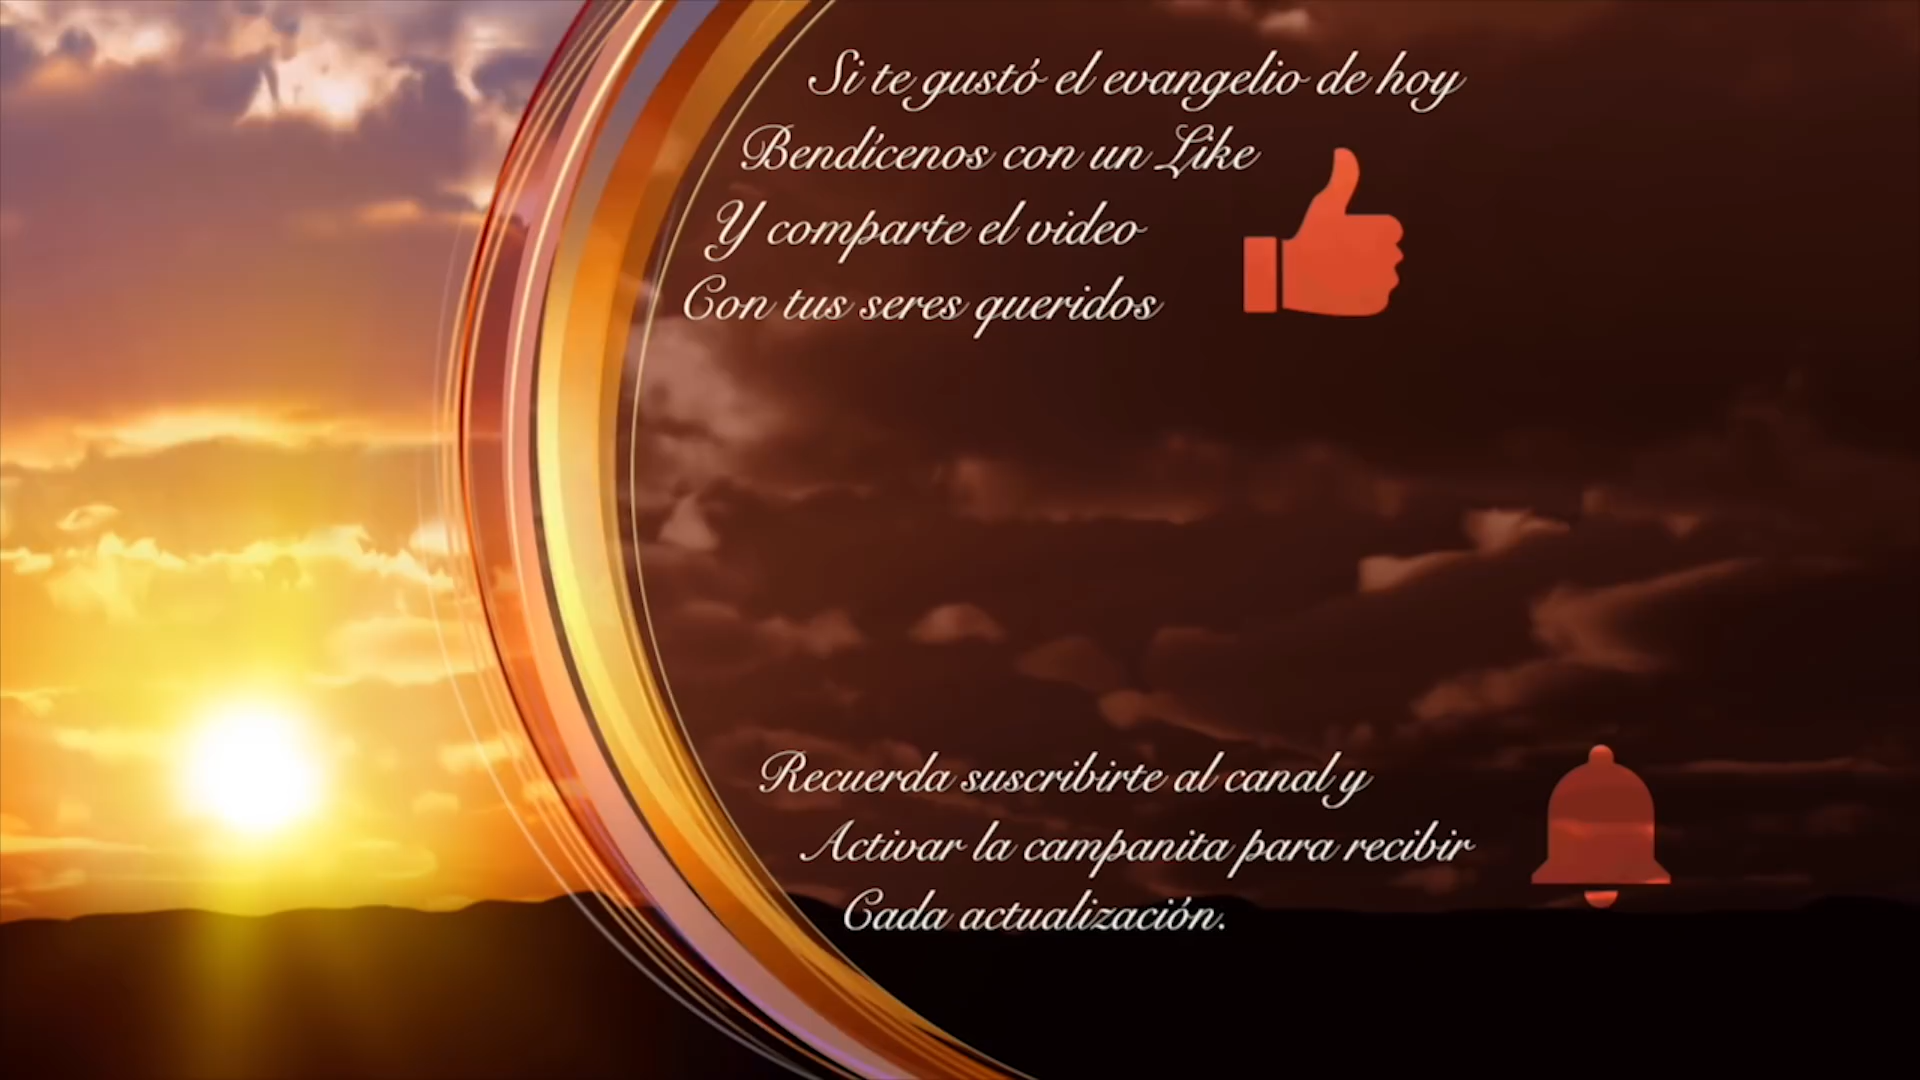 Si te gustó el evangelio de hoy
Bendícenos con un Like
Y comparte el video
Con tus seres queridos
Recuerda suscribirte al canal y
Activar la campanita para recibir
Cada actualización.